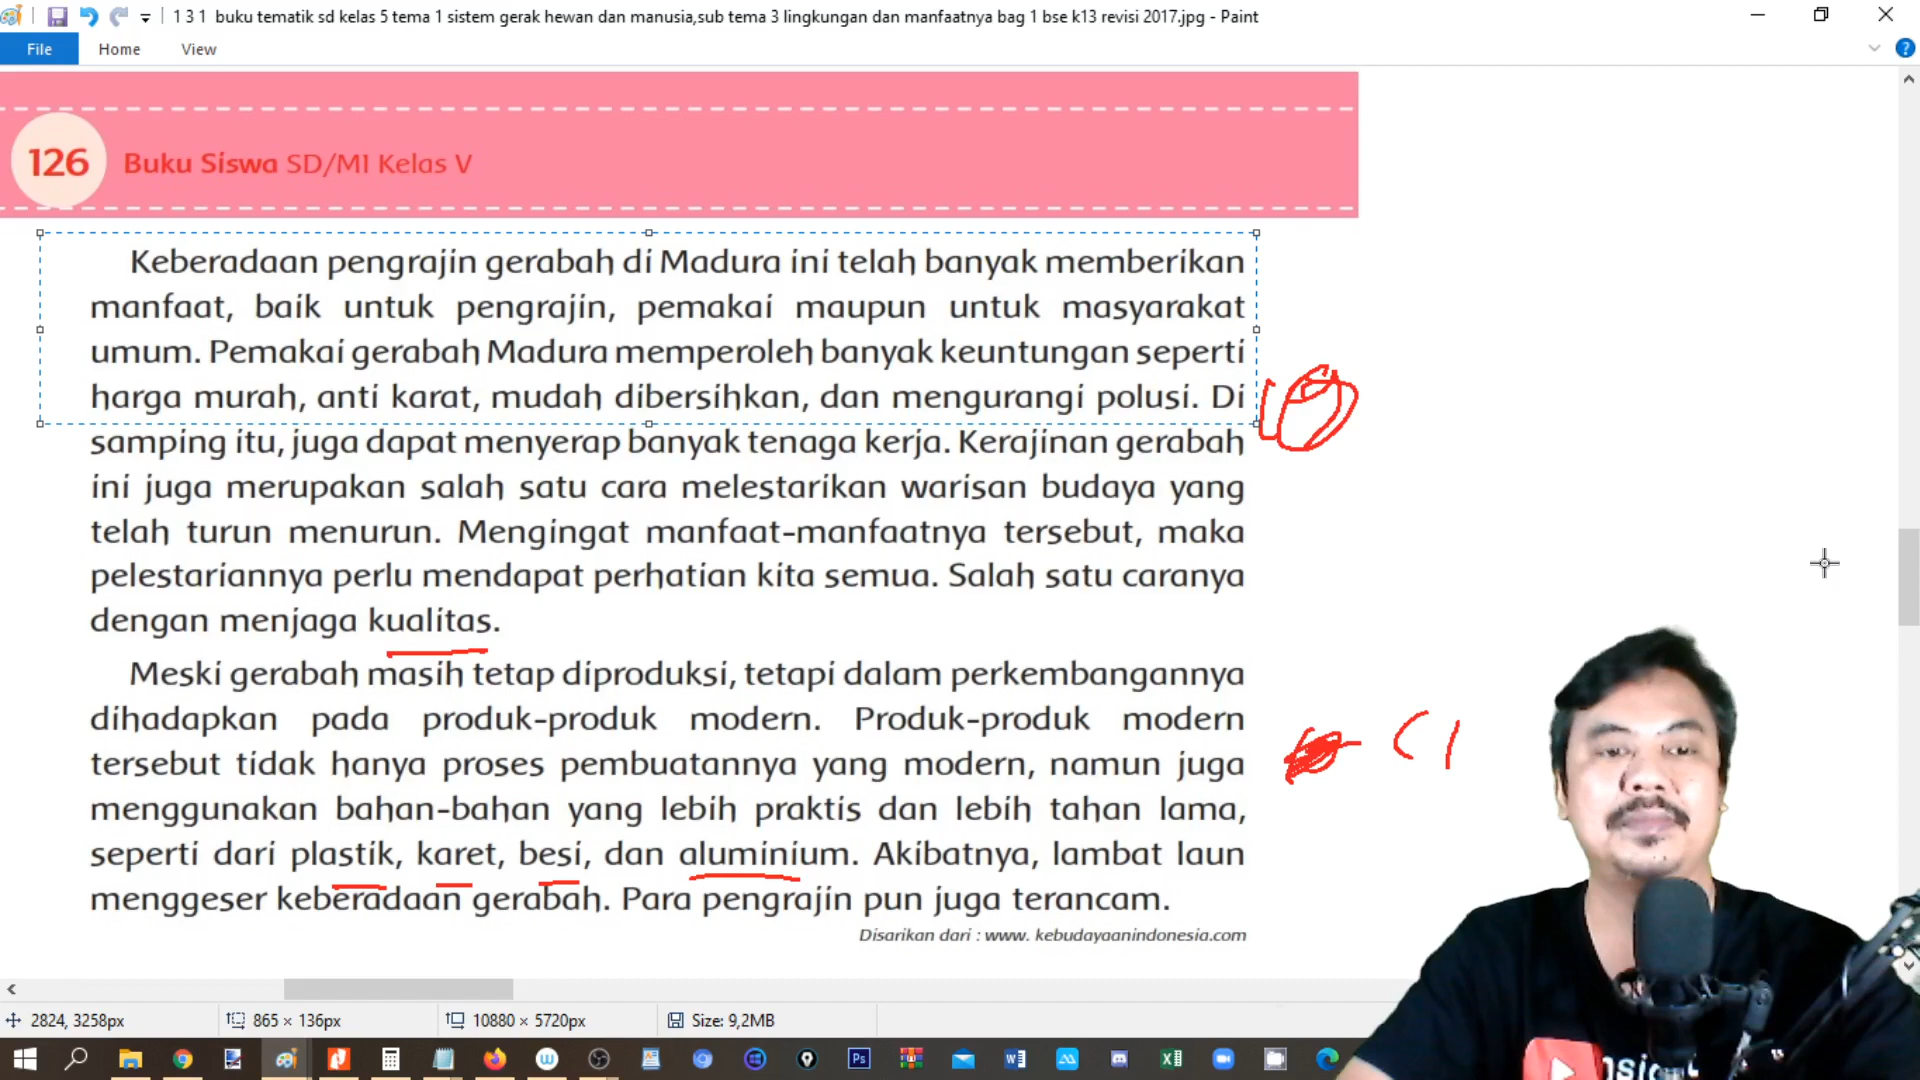 1 3 1 buku tematik sd kelas 5 tema 1 sistem gerak hewan dan manusia,sub tema 3 lingkungan dan manfaatnya bag 1 bse k13 revisi 2017.jpg - Paint
File Home View
126 Buku Siswa SD/MI Kelas V
Keberadaan pengrajin gerabah di Madura ini telah banyak memberikan
manfaat, baik untuk pengrajin, pemakai maupun untuk masyarakat
umum. Pemakai gerabah Madura memperoleh banyak keuntungan seperti
harga murah, anti karat, mudah dibersihkan, dan mengurangi polusi. Di
samping itu, juga dapat menyerap banyak tenaga kerja. Kerajinan gerabah
ini juga merupakan salah satu cara melestarikan warisan budaya yang
telah turun menurun. Mengingat manfaat-manfaatnya tersebut, maka
pelestariannya perlu mendapat perhatian kita semua. Salah satu caranya
dengan menjaga kualitas.
Meski gerabah masih tetap diproduksi, tetapi dalam perkembangannya
dihadapkan pada produk-produk modern. Produk-produk modern
tersebut tidak hanya proses pembuatannya yang modern, namun juga
menggunakan bahan-bahan yang lebih praktis dan lebih tahan lama,
seperti dari plastik, karet, besi, dan aluminium. Akibatnya, lambat laun
menggeser keberadaan gerabah. Para pengrajin pun juga terancam.
Disarikan dari : www. kebudayaanindonesia.com
2824, 3258px 865 × 136px 10880 × 5720px Size: 9,2MB